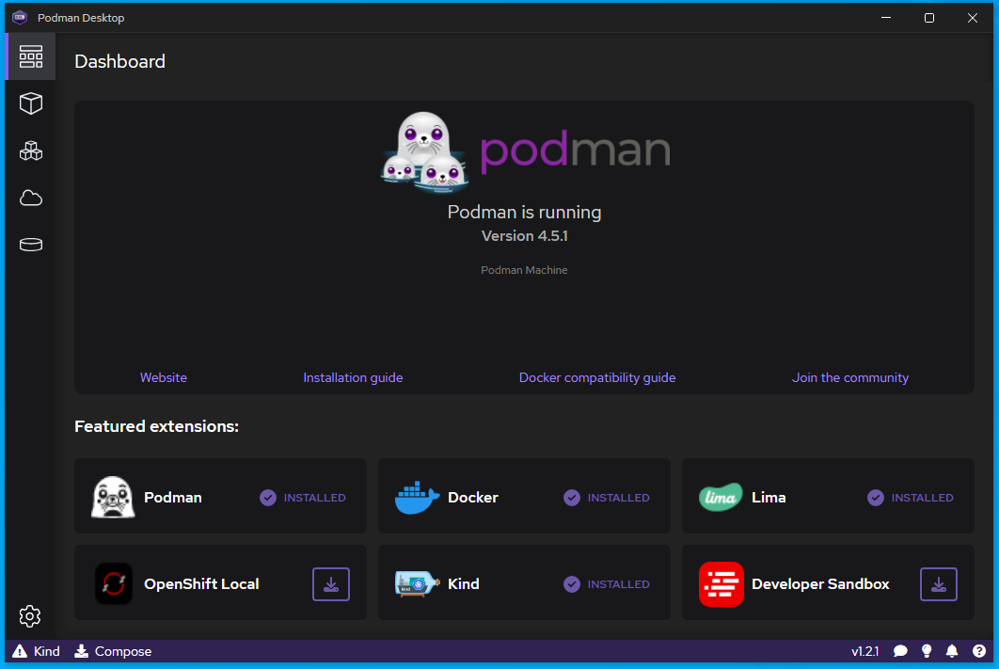 Podman Desktop
Dashboard
podman
Podman is running
Version 4.5.1
Podman Machine
Website Installation guide Docker compatibility guide Join the community
Featured extensions:
Podman INSTALLED Docker INSTALLED lima Lima INSTALLED
OpenShift Local Kind INSTALLED Developer Sandbox
Kind Compose v1.2.1